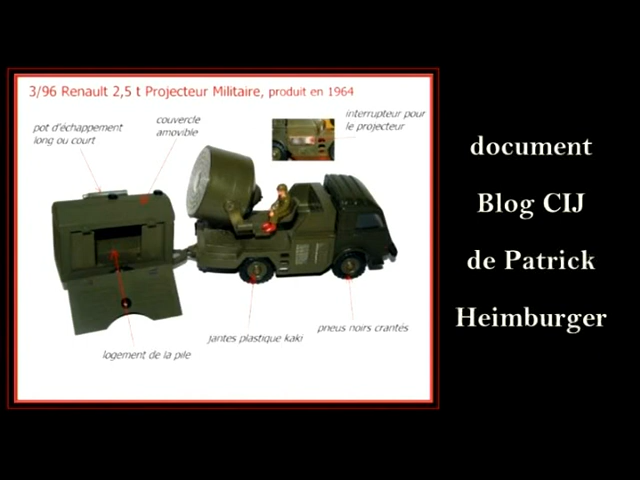 3/96 Renault 2,5 t Projecteur Militaire, produit en 1964
pot d'échappement
long ou court
couvercle
amovible
interrupteur pour
le projecteur
logement de la pile
jantes plastique kaki
pneus noirs crantés
document
Blog CIJ
de Patrick
Heimburger